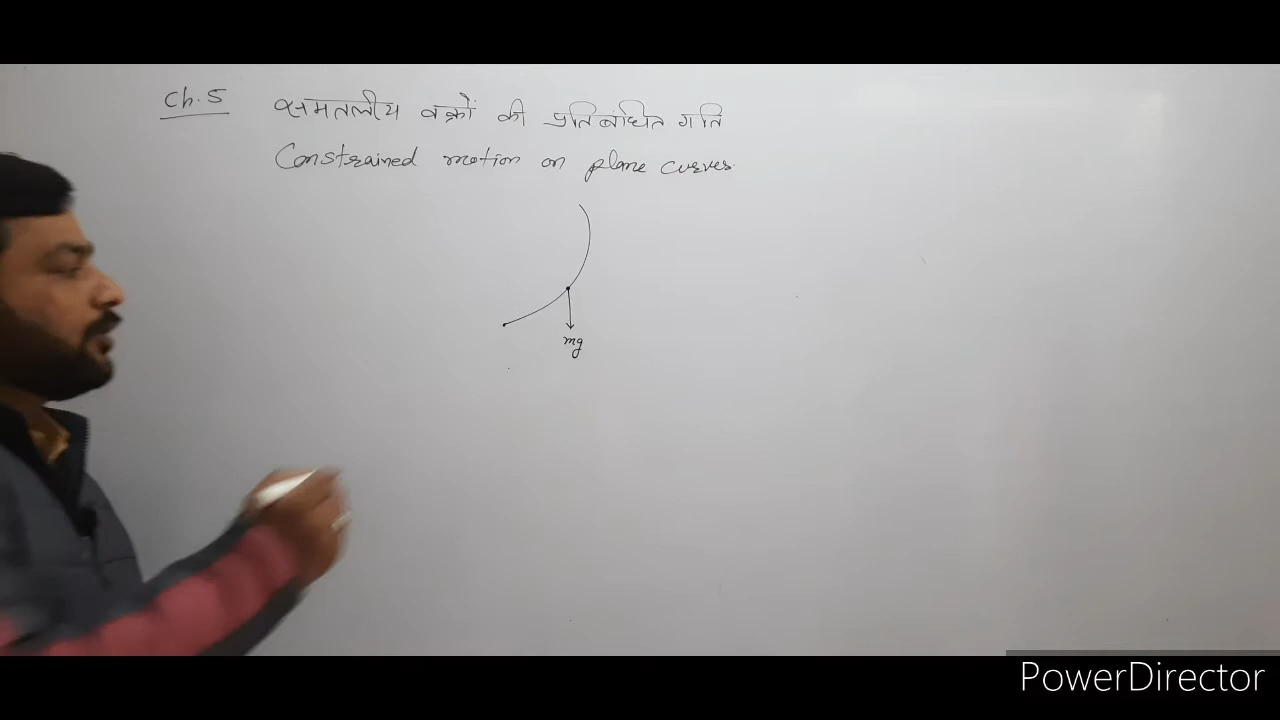 Ch. 5 समतलीय वक्रों की प्रतिबंधित गति
Constrained motion on plane curves.
mg
PowerDirector